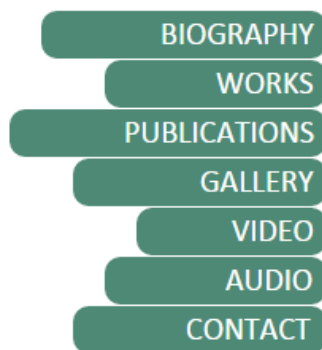 BIOGRAPHY
WORKS
PUBLICATIONS
GALLERY
VIDEO
AUDIO
CONTACT